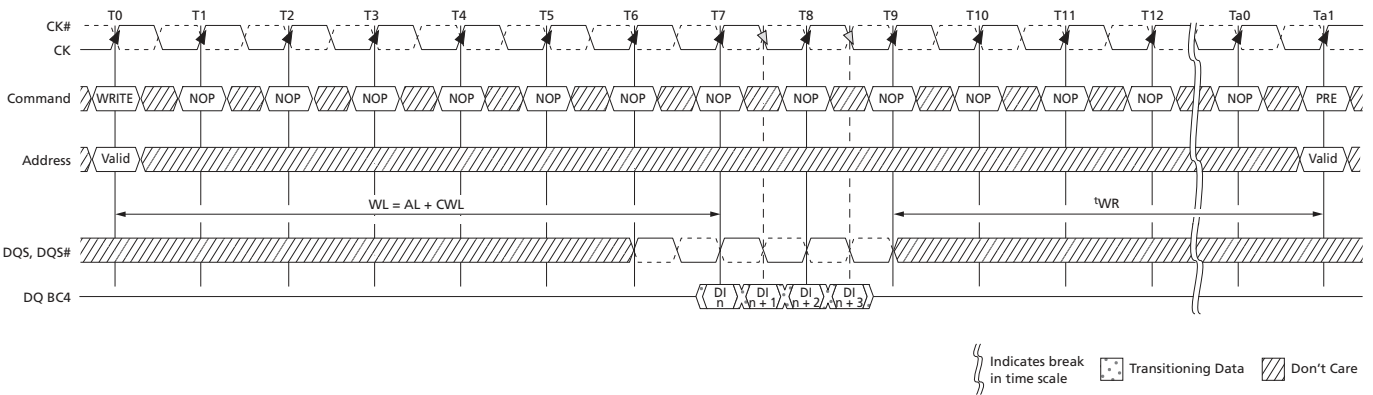 T0 T1 T2 T3 T4 T5 T6 T7 T8 T9 T10 T11 T12 Ta0 Ta1
CK#
CK
Command WRITE NOP NOP NOP NOP NOP NOP NOP NOP NOP NOP NOP NOP NOP PRE
Address Valid Valid
WL = AL + CWL tWR
DQS, DQS#
DQ BC4 DI n DI n + 1 DI n + 2 DI n + 3
Indicates break
in time scale
Transitioning Data
Don't Care